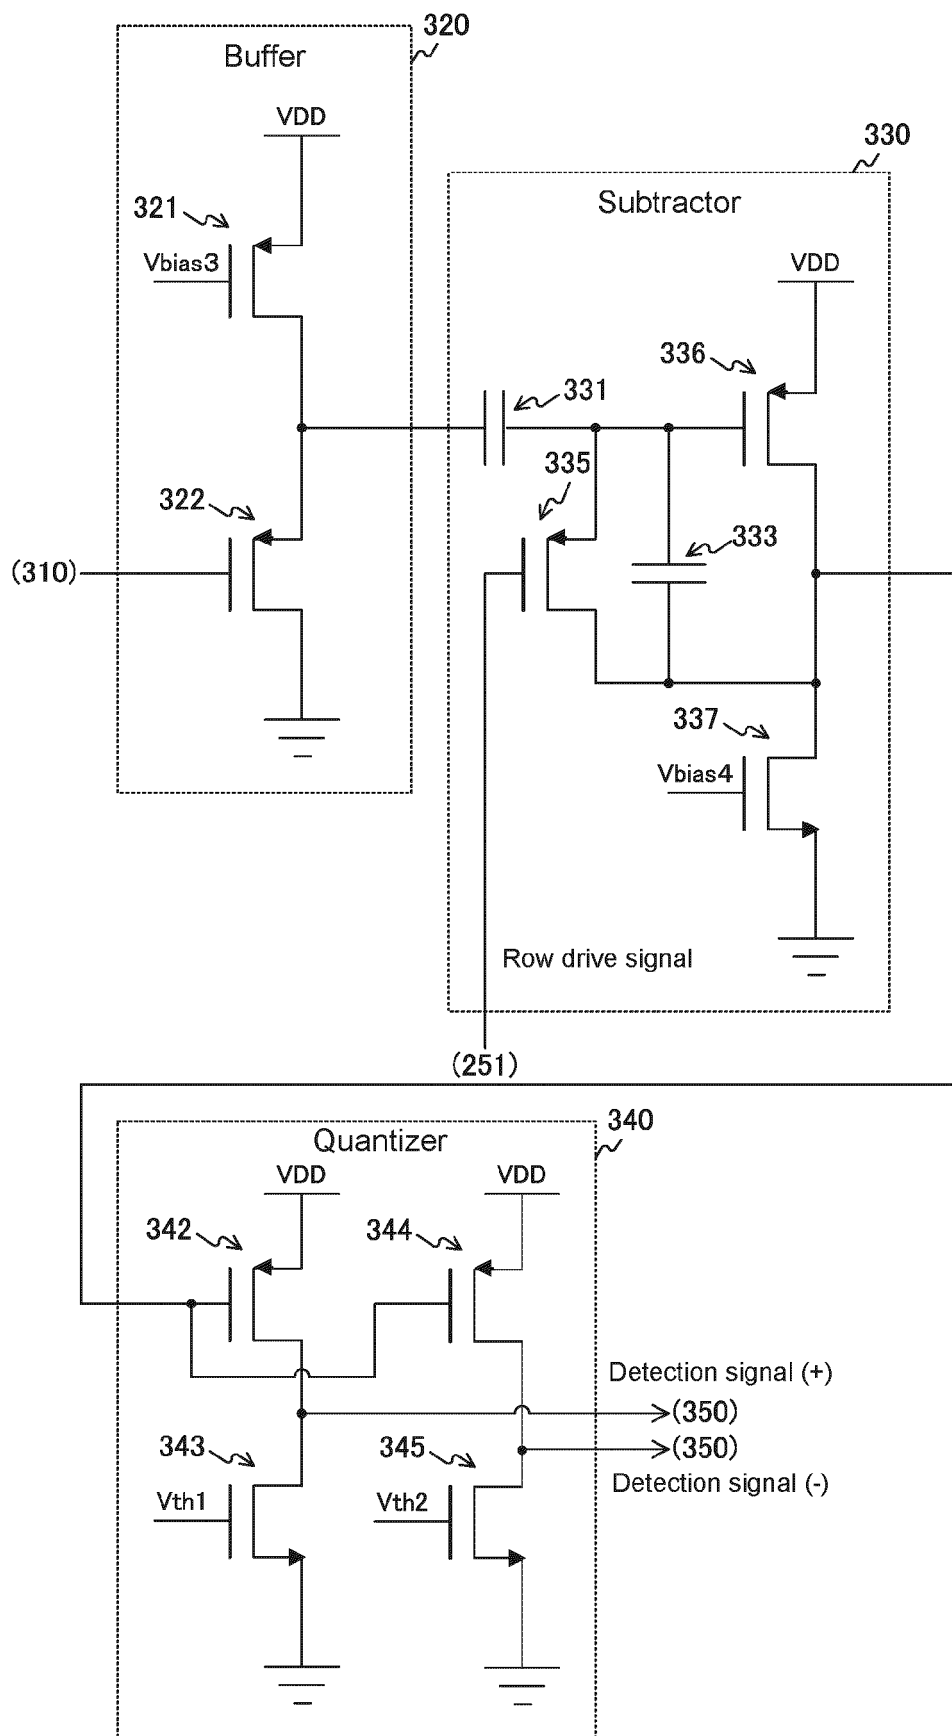 320
Buffer
VDD
330
321
Subtractor
Vbias3
VDD
336
331
335
322
333
(310)
337
Vbias4
Row drive signal
(251)
340
Quantizer
VDD
VDD
342
344
Detection signal (+)
(350)
343
345
(350)
Detection signal (-)
Vth1
Vth2